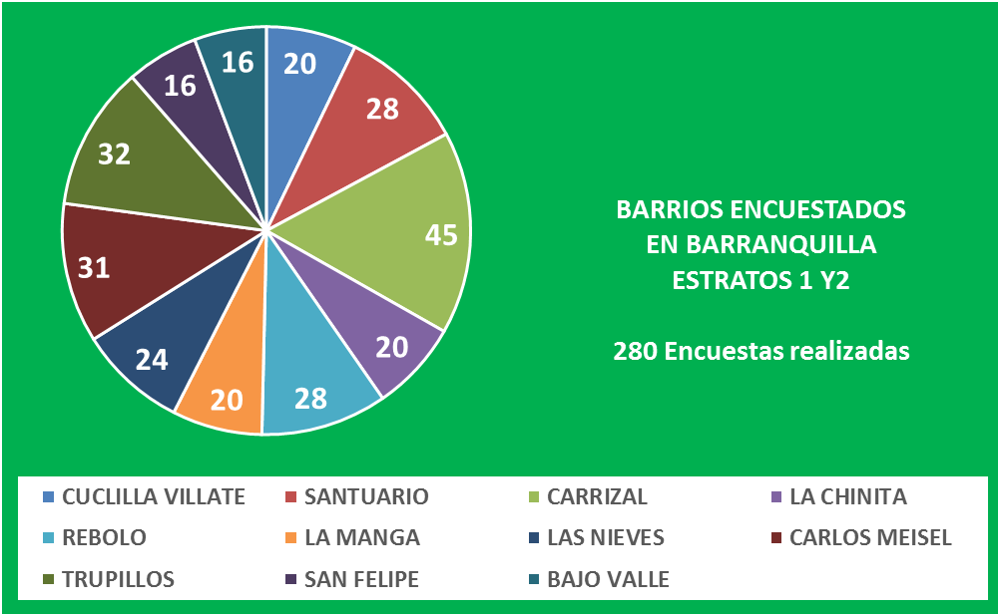 16
20
16
28
32
45
31
20
24
20
28
BARRIOS ENCUESTADOS
EN BARRANQUILLA
ESTRATOS 1 Y2
280 Encuestas realizadas
CUCLILLA VILLATE
SANTUARIO
CARRIZAL
LA CHINITA
REBOLO
LA MANGA
LAS NIEVES
CARLOS MEISEL
TRUPILLOS
SAN FELIPE
BAJO VALLE